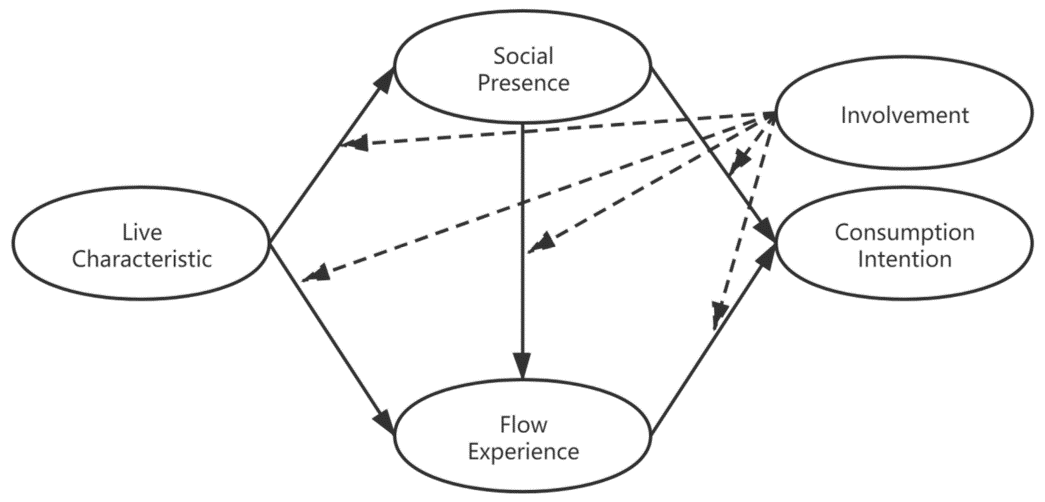 Social
Presence
Involvement
Live
Characteristic
Consumption
Intention
Flow
Experience